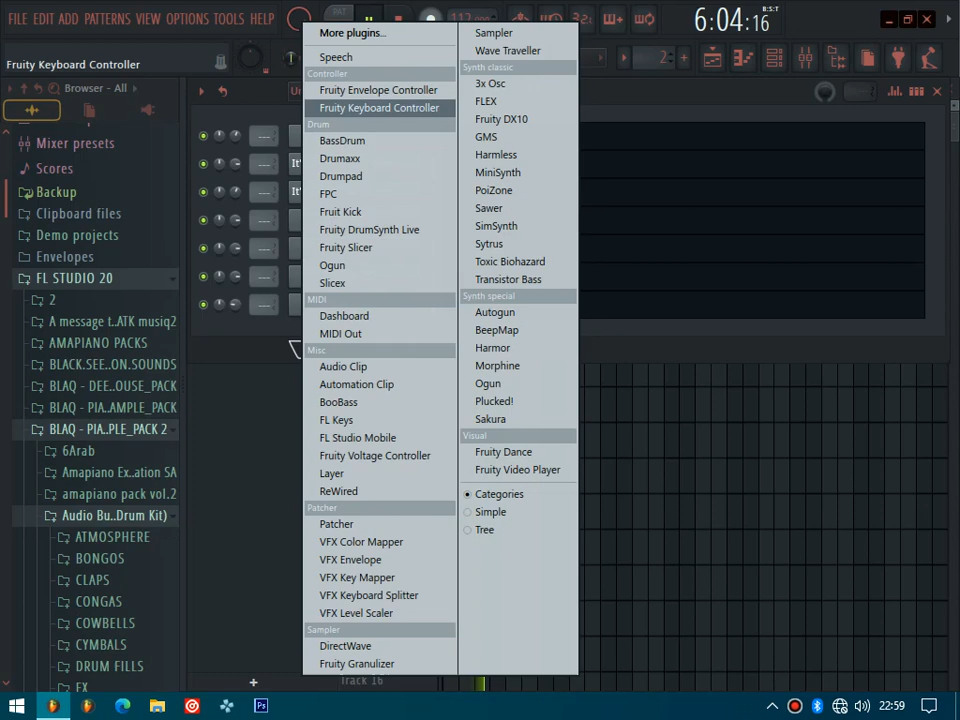 FILE EDIT ADD PATTERNS VIEW OPTIONS TOOLS HELP
PAT
6:04:16
B:S:T
Fruity Keyboard Controller
2
Browser - All
Mixer presets
Scores
Backup
Clipboard files
Demo projects
Envelopes
FL STUDIO 20
2
A message t..ATK musiq2
AMAPIANO PACKS
BLACK.SEE..ON.SOUNDS
BLAQ - DEE..OUSE_PACK
BLAQ - PIA..AMPLE_PACK
BLAQ - PIA..PLE_PACK 2
6Arab
Amapiano Ex..ation SA
amapiano pack vol.2
Audio Bu..Drum Kit)
ATMOSPHERE
BONGOS
CLAPS
CONGAS
COWBELLS
CYMBALS
DRUM FILLS
FX
More plugins...
Speech
Controller
Fruity Envelope Controller
Fruity Keyboard Controller
Drum
BassDrum
Drumaxx
Drumpad
FPC
Fruit Kick
Fruity DrumSynth Live
Fruity Slicer
Ogun
Slicex
MIDI
Dashboard
MIDI Out
Misc
Audio Clip
Automation Clip
BooBass
FL Keys
FL Studio Mobile
Fruity Voltage Controller
Layer
ReWired
Patcher
Patcher
VFX Color Mapper
VFX Envelope
VFX Key Mapper
VFX Keyboard Splitter
VFX Level Scaler
Sampler
DirectWave
Fruity Granulizer
Sampler
Wave Traveller
Synth classic
3x Osc
FLEX
Fruity DX10
GMS
Harmless
MiniSynth
PoiZone
Sawer
SimSynth
Sytrus
Toxic Biohazard
Transistor Bass
Synth special
Autogun
BeepMap
Harmor
Morphine
Ogun
Plucked!
Sakura
Visual
Fruity Dance
Fruity Video Player
Categories
Simple
Tree
Track 16
22:59